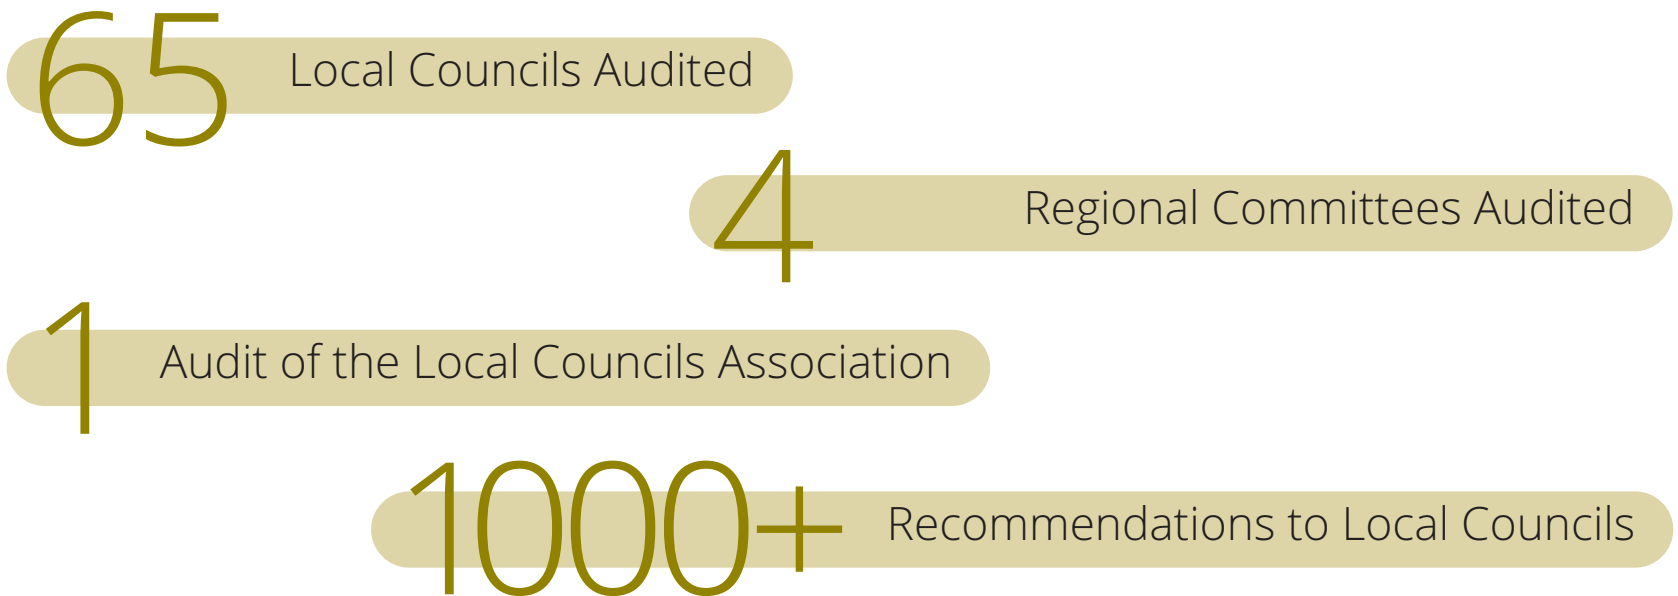 65 Local Councils Audited
4 Regional Committees Audited
1 Audit of the Local Councils Association
1000+ Recommendations to Local Councils